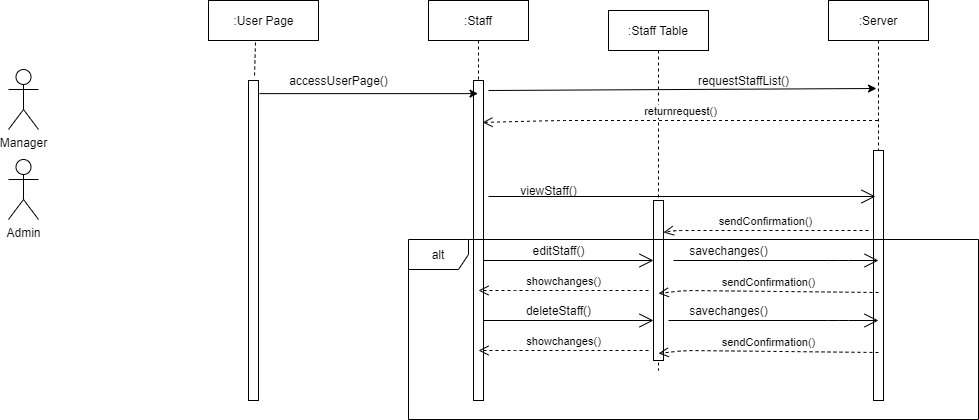 :User Page
:Staff
:Staff Table
:Server
accessUserPage()
requestStaffList()
returnrequest()
Manager
viewStaff()
Admin
sendConfirmation()
alt
editStaff()
savechanges()
showchanges()
sendConfirmation()
deleteStaff()
savechanges()
showchanges()
sendConfirmation()